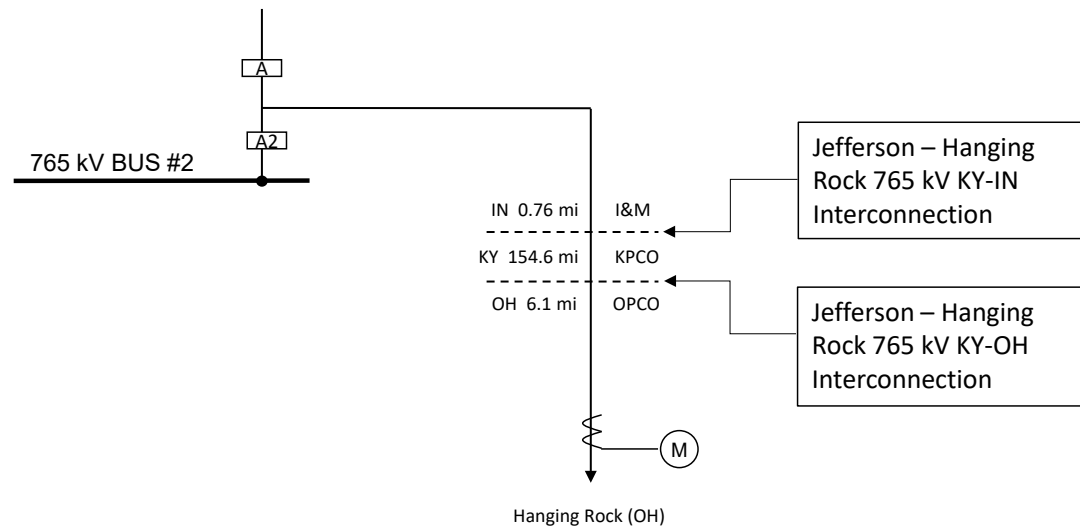 A
A2
765 kV BUS #2
Jefferson – Hanging
Rock 765 kV KY-IN
Interconnection
IN 0.76 mi I&M
KY 154.6 mi KPCO
OH 6.1 mi OPCO
Jefferson – Hanging
Rock 765 kV KY-OH
Interconnection
M
Hanging Rock (OH)